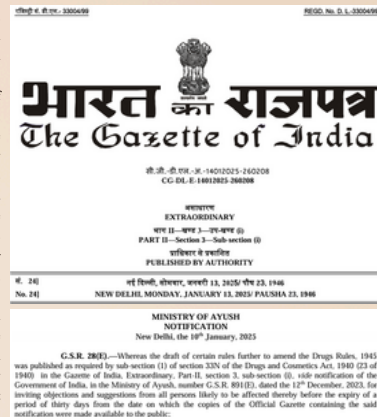 रजिस्ट्री सं. डी.एल.- 33004/99
REGD. No. D. L.-33004/99
भारत का राजपत्र
The Gazette of India
सी.जी.-डी.एल.-अ.-14012025-260208
CG-DL-E-14012025-260208
असाधारण
EXTRAORDINARY
भाग II—खण्ड 3—उप-खण्ड (i)
PART II—Section 3—Sub-section (i)
प्राधिकार से प्रकाशित
PUBLISHED BY AUTHORITY
सं. 24]
नई दिल्ली, सोमवार, जनवरी 13, 2025/ पौष 23, 1946
No. 24]
NEW DELHI, MONDAY, JANUARY 13, 2025/ PAUSHA 23, 1946
MINISTRY OF AYUSH
NOTIFICATION
New Delhi, the 10th January, 2025
G.S.R. 28(E).—Whereas the draft of certain rules further to amend the Drugs Rules, 1945
was published as required by sub-section (1) of section 33N of the Drugs and Cosmetics Act, 1940 (23 of
1940) in the Gazette of India, Extraordinary, Part-II, section 3, sub-section (i), vide notification of the
Government of India, in the Ministry of Ayush, number G.S.R. 891(E), dated the 12th December, 2023, for
inviting objections and suggestions from all persons likely to be affected thereby before the expiry of a
period of thirty days from the date on which the copies of the Official Gazette containing the said
notification were made available to the public;